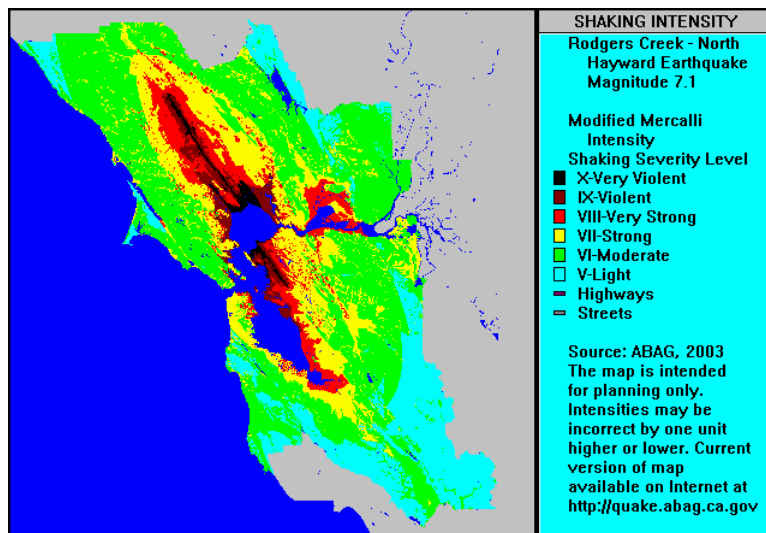 SHAKING INTENSITY
Rodgers Creek - North
Hayward Earthquake
Magnitude 7.1
Modified Mercalli
Intensity
Shaking Severity Level
X-Very Violent
IX-Violent
VIII-Very Strong
VII-Strong
VI-Moderate
V-Light
Highways
Streets
Source: ABAG, 2003
The map is intended
for planning only.
Intensities may be
incorrect by one unit
higher or lower. Current
version of map
available on Internet at
http://quake.abag.ca.gov